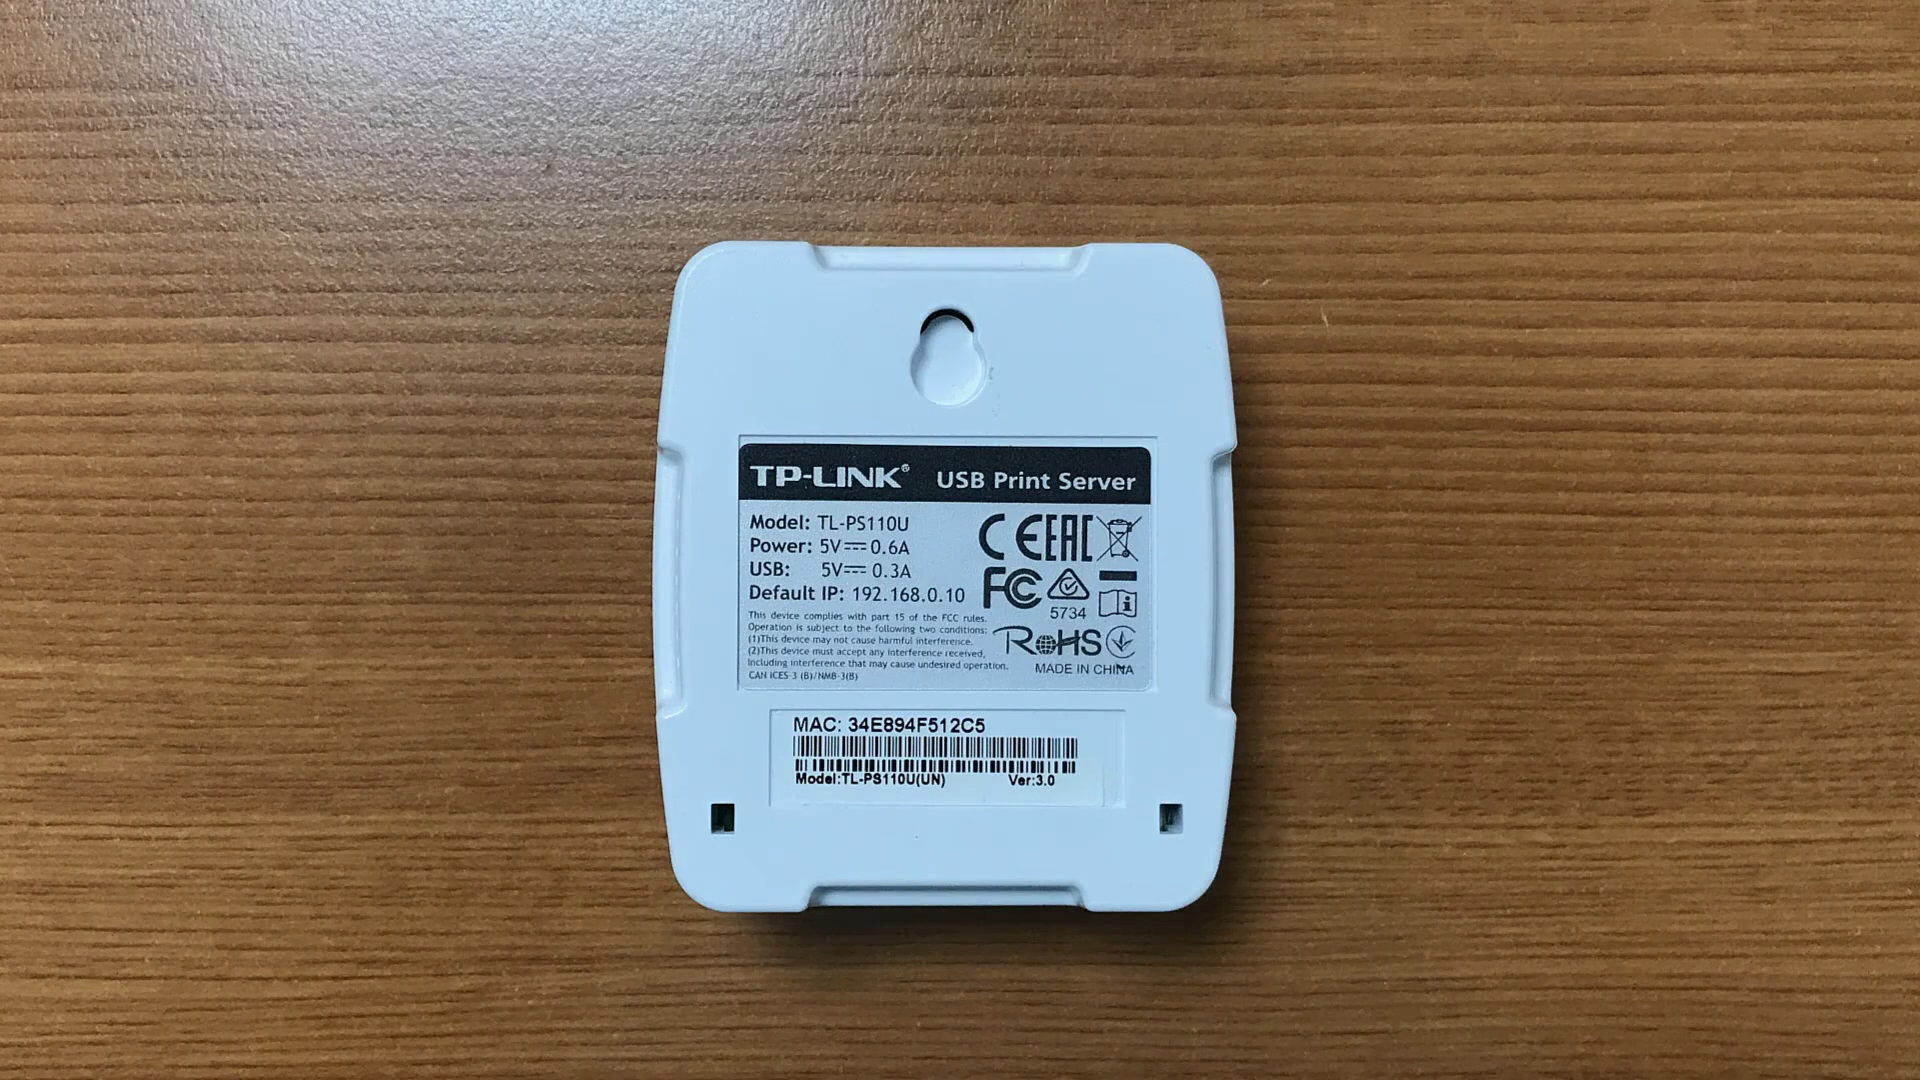 TP-LINK® USB Print Server
Model: TL-PS110U
Power: 5V⎓0.6A
USB: 5V⎓0.3A
Default IP: 192.168.0.10
This device complies with part 15 of the FCC rules.
Operation is subject to the following two conditions:
(1)This device may not cause harmful interference.
(2)This device must accept any interference received,
including interference that may cause undesired operation.
CAN ICES-3 (B)/NMB-3(B)
CE EAC
FC
5734
RoHS
MADE IN CHINA
MAC: 34E894F512C5
Model:TL-PS110U(UN) Ver:3.0